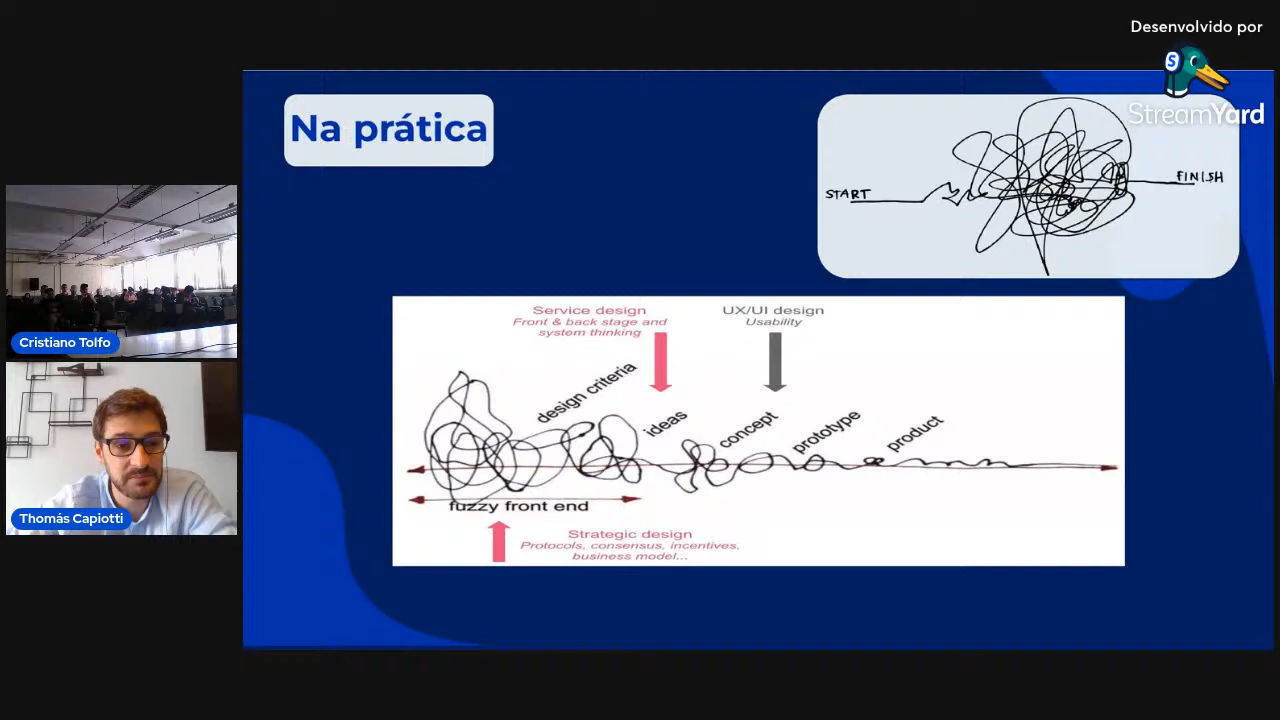 Desenvolvido por
S
StreamYard
Na prática
START
FINISH
Service design
Front & back stage and
system thinking
UX/UI design
Usability
design criteria
ideas
concept
prototype
product
fuzzy front end
Strategic design
Protocols, consensus, incentives,
business model...
Cristiano Tolfo
Thomás Capiotti